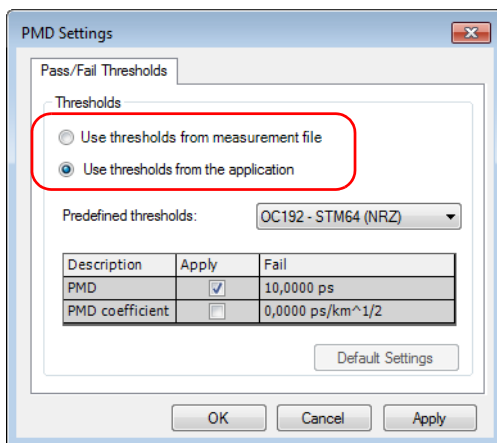 PMD Settings
Pass/Fail Thresholds
Thresholds
Use thresholds from measurement file
Use thresholds from the application
Predefined thresholds: OC192 - STM64 (NRZ)
Description Apply Fail
PMD 10,0000 ps
PMD coefficient 0,0000 ps/km^1/2
Default Settings
OK Cancel Apply